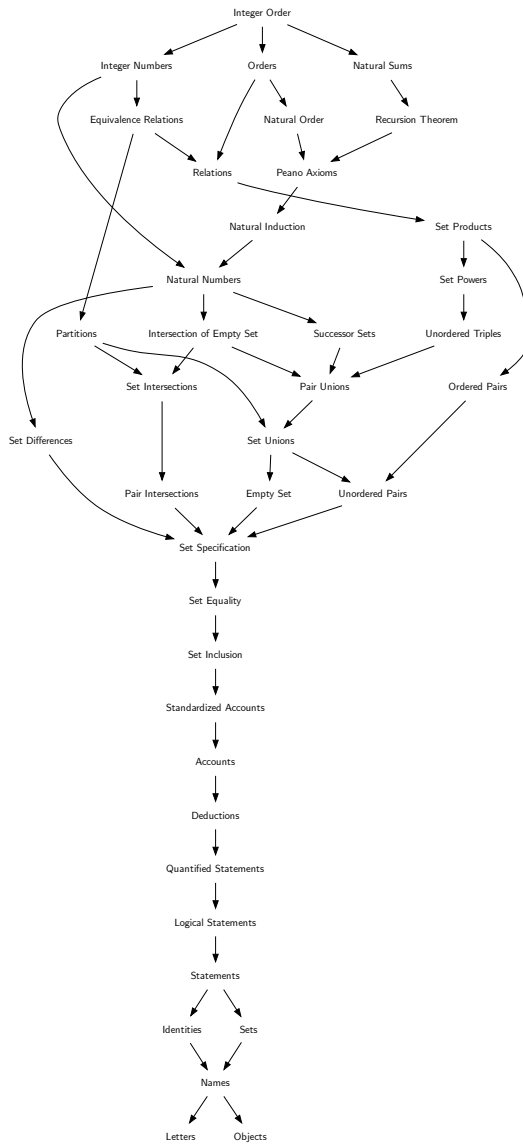 Integer Order
Integer Numbers
Orders
Natural Sums
Equivalence Relations
Natural Order
Recursion Theorem
Relations
Peano Axioms
Natural Induction
Set Products
Natural Numbers
Set Powers
Partitions
Intersection of Empty Set
Successor Sets
Unordered Triples
Set Intersections
Pair Unions
Ordered Pairs
Set Differences
Set Unions
Pair Intersections
Empty Set
Unordered Pairs
Set Specification
Set Equality
Set Inclusion
Standardized Accounts
Accounts
Deductions
Quantified Statements
Logical Statements
Statements
Identities
Sets
Names
Letters
Objects